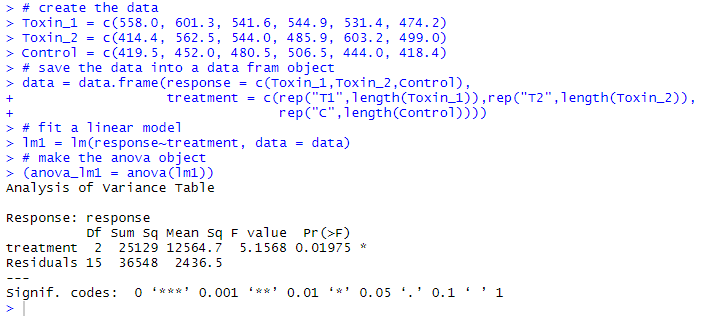 > # create the data
> Toxin_1 = c(558.0, 601.3, 541.6, 544.9, 531.4, 474.2)
> Toxin_2 = c(414.4, 562.5, 544.0, 485.9, 603.2, 499.0)
> Control = c(419.5, 452.0, 480.5, 506.5, 444.0, 418.4)
> # save the data into a data fram object
> data = data.frame(response = c(Toxin_1,Toxin_2,Control),
+                   treatment = c(rep("T1",length(Toxin_1)),rep("T2",length(Toxin_2)),
+                                 rep("C",length(Control))))
> # fit a linear model
> lm1 = lm(response~treatment, data = data)
> # make the anova object
> (anova_lm1 = anova(lm1))
Analysis of Variance Table

Response: response
          Df Sum Sq Mean Sq F value  Pr(>F)
treatment  2  25129 12564.7  5.1568 0.01975 *
Residuals 15  36548  2436.5
---
Signif. codes:  0 ‘***’ 0.001 ‘**’ 0.01 ‘*’ 0.05 ‘.’ 0.1 ‘ ’ 1
>